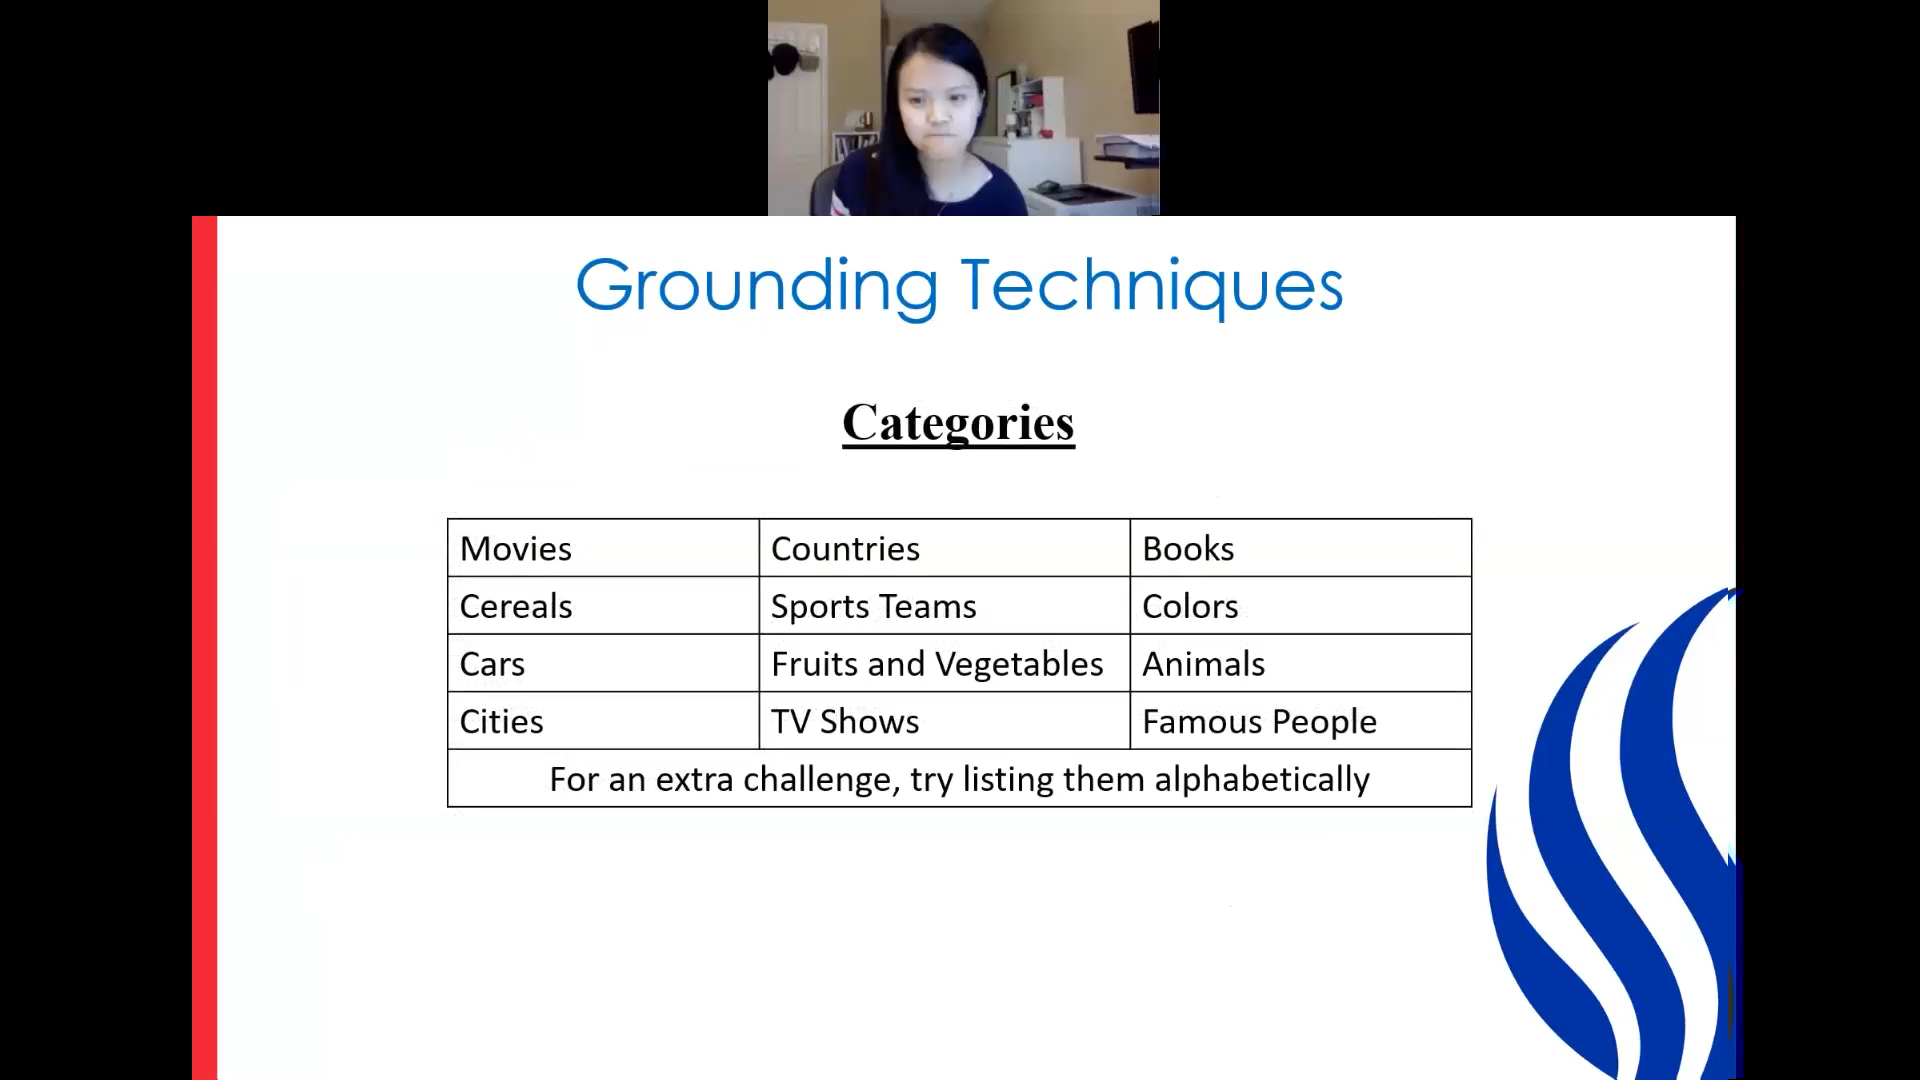 Grounding Techniques
Categories
Movies Countries Books
Cereals Sports Teams Colors
Cars Fruits and Vegetables Animals
Cities TV Shows Famous People
For an extra challenge, try listing them alphabetically